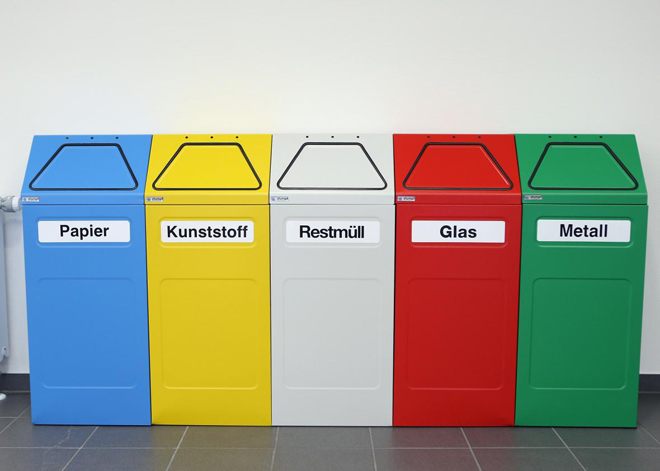 Papier
Kunststoff
Restmüll
Glas
Metall